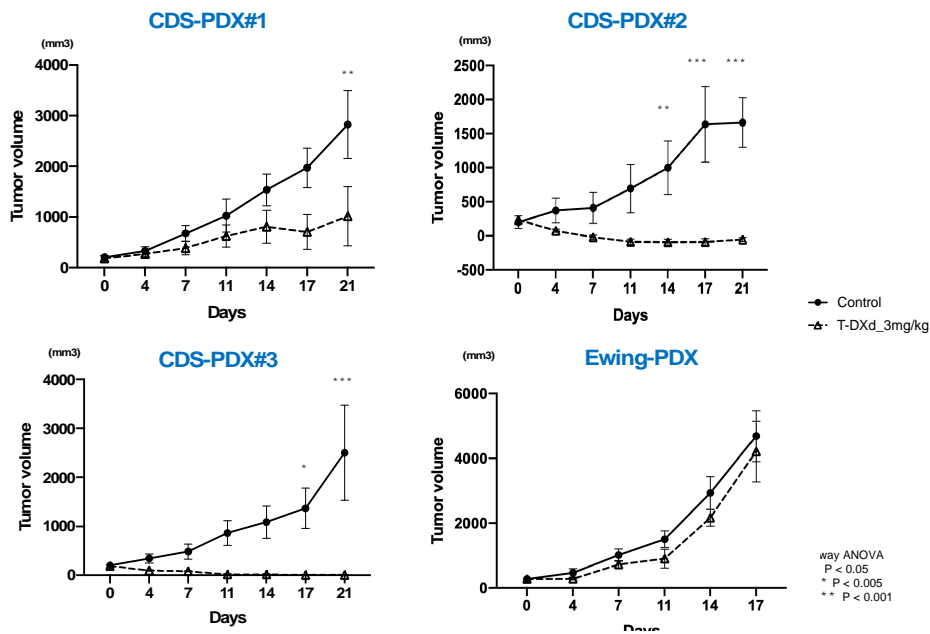 CDS-PDX#1
(mm3)
Tumor volume
4000
3000
2000
1000
0
**
0 4 7 11 14 17 21
Days
CDS-PDX#2
(mm3)
Tumor volume
2500
2000
1500
1000
500
0
-500
** *** ***
0 4 7 11 14 17 21
Days
Control
T-DXd_3mg/kg
CDS-PDX#3
(mm3)
Tumor volume
4000
3000
2000
1000
0
* ***
0 4 7 11 14 17 21
Days
Ewing-PDX
(mm3)
Tumor volume
6000
4000
2000
0
0 4 7 11 14 17
Days
way ANOVA
P < 0.05
* P < 0.005
** P < 0.001